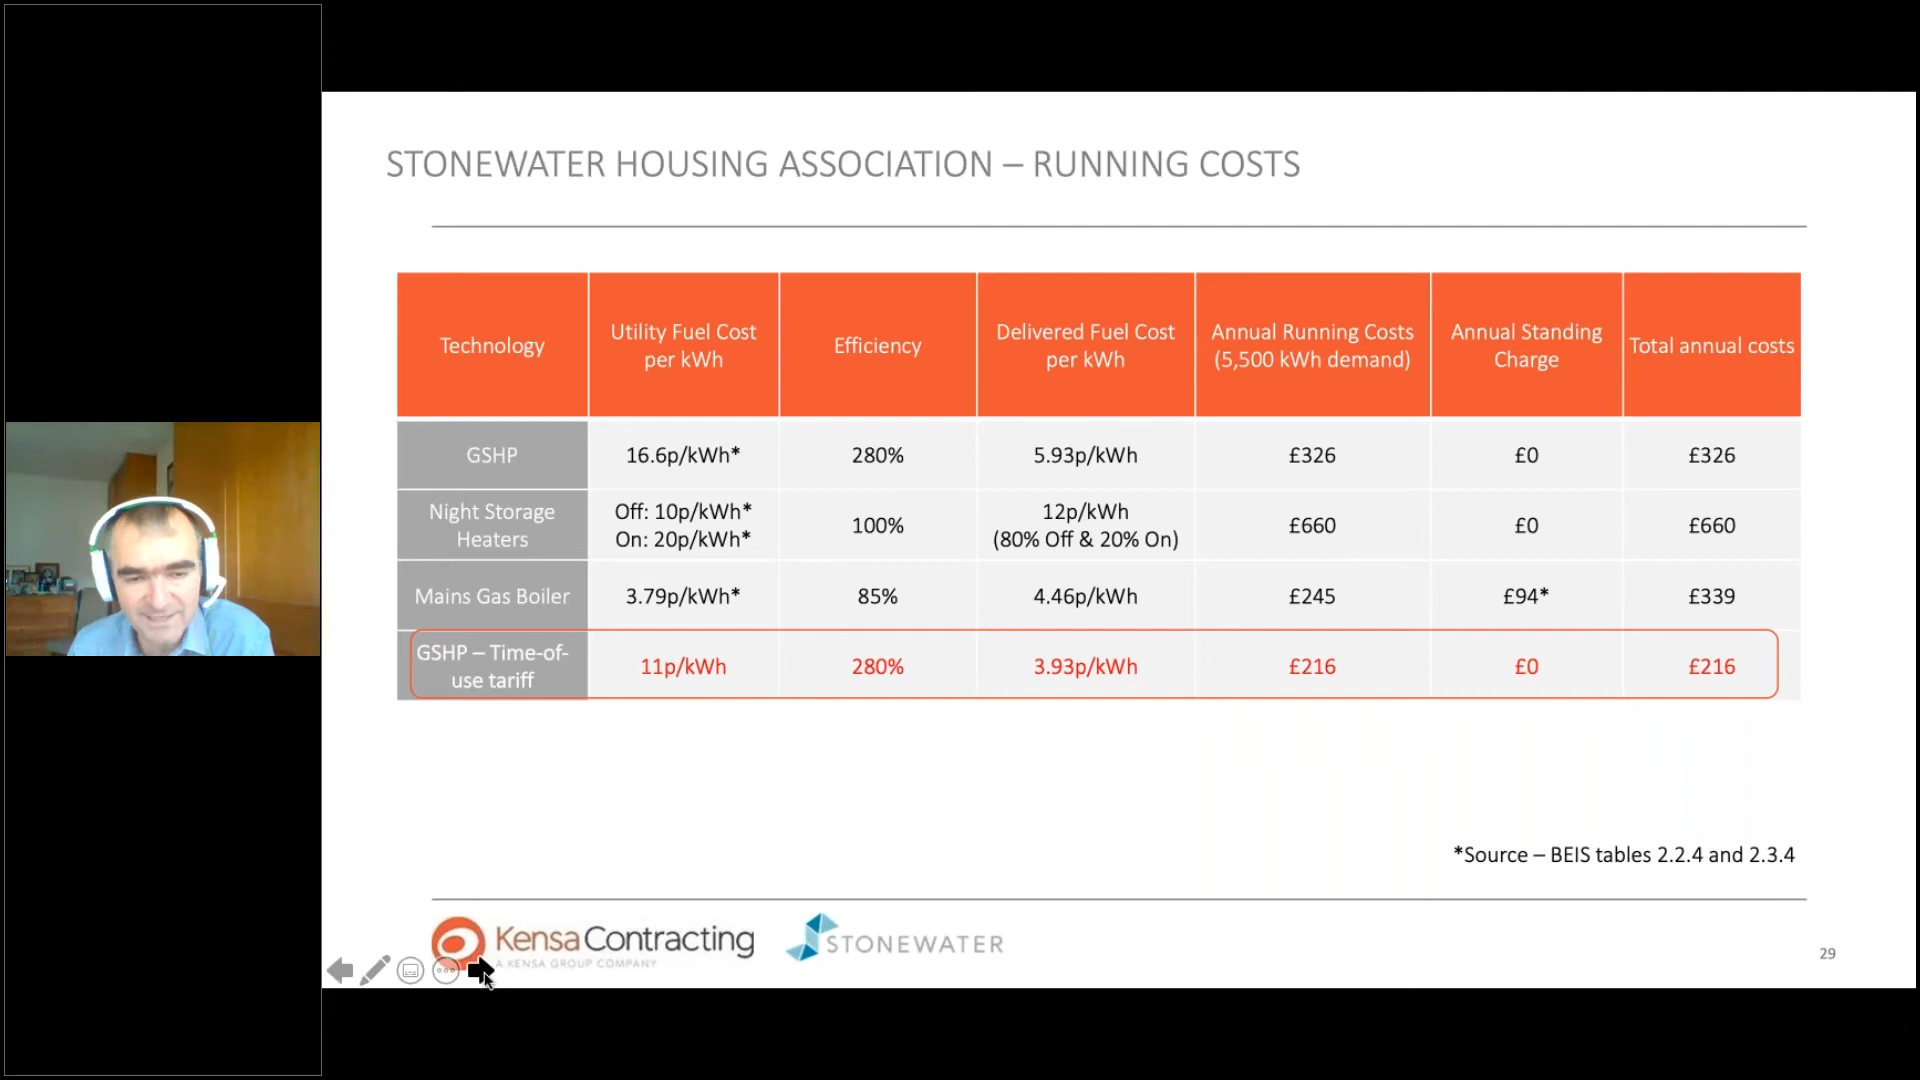 STONEWATER HOUSING ASSOCIATION – RUNNING COSTS
Technology
Utility Fuel Cost
per kWh
Efficiency
Delivered Fuel Cost
per kWh
Annual Running Costs
(5,500 kWh demand)
Annual Standing
Charge
Total annual costs
GSHP
16.6p/kWh*
280%
5.93p/kWh
£326
£0
£326
Night Storage
Heaters
Off: 10p/kWh*
On: 20p/kWh*
100%
12p/kWh
(80% Off & 20% On)
£660
£0
£660
Mains Gas Boiler
3.79p/kWh*
85%
4.46p/kWh
£245
£94*
£339
GSHP – Time-of-
use tariff
11p/kWh
280%
3.93p/kWh
£216
£0
£216
*Source – BEIS tables 2.2.4 and 2.3.4
Kensa Contracting
A KENSA GROUP COMPANY
STONEWATER
29